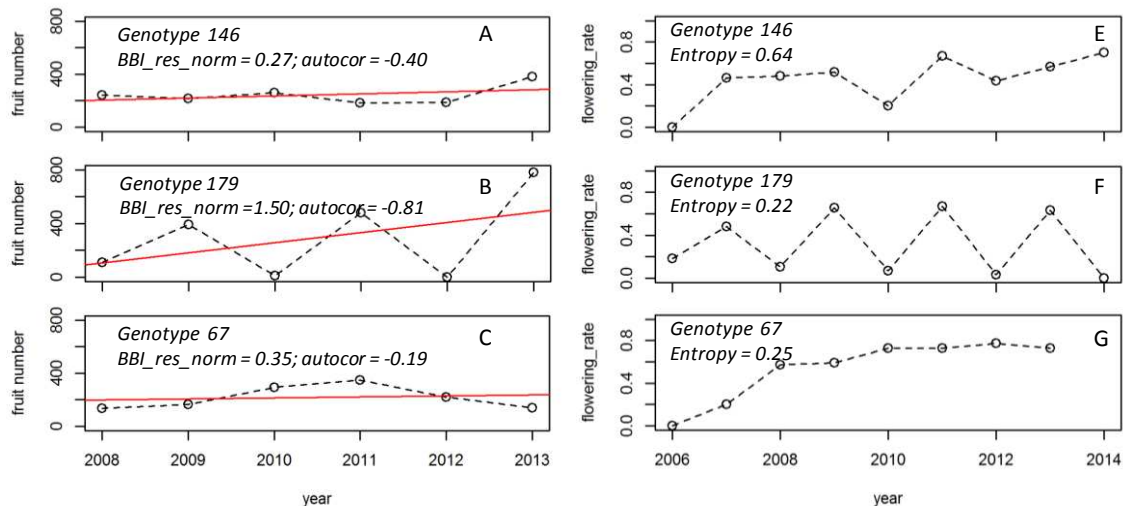 Genotype 146
BBI_res_norm = 0.27; autocor = -0.40
A
fruit number
0 400 800
Genotype 179
BBI_res_norm =1.50; autocor = -0.81
B
fruit number
0 400 800
Genotype 67
BBI_res_norm = 0.35; autocor = -0.19
C
fruit number
0 400 800
2008 2009 2010 2011 2012 2013
year
Genotype 146
Entropy = 0.64
E
flowering_rate
0.0 0.4 0.8
Genotype 179
Entropy = 0.22
F
flowering_rate
0.0 0.4 0.8
Genotype 67
Entropy = 0.25
G
flowering_rate
0.0 0.4 0.8
2006 2008 2010 2012 2014
year